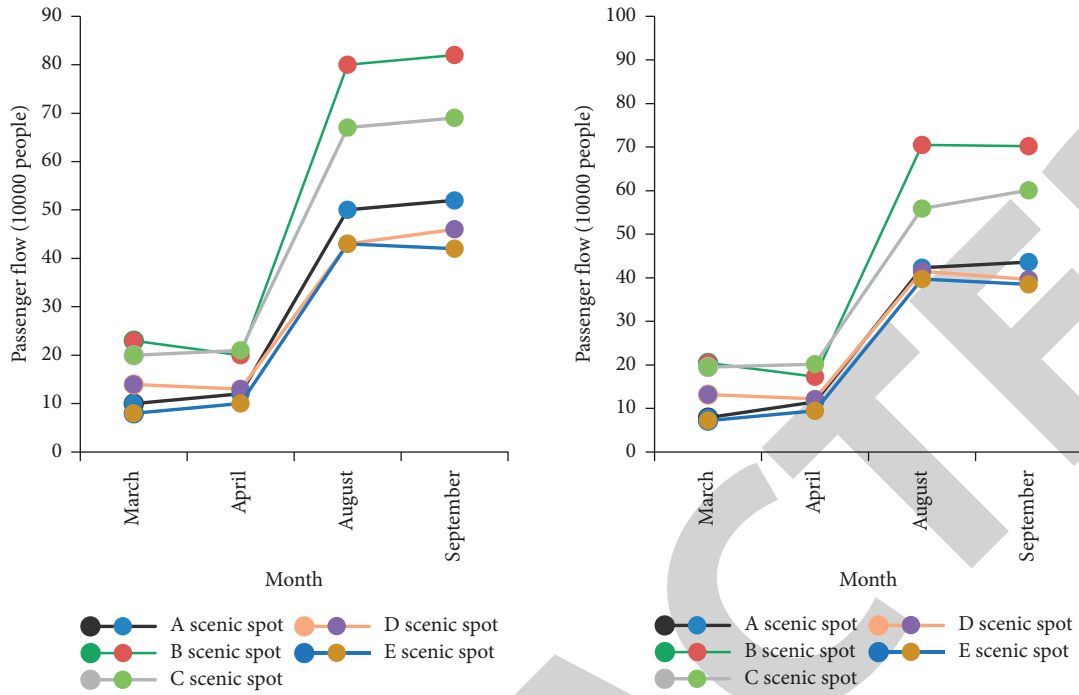 90
80
70
60
50
40
30
20
10
0
Passenger flow (10000 people)
March
April
August
September
Month
A scenic spot
D scenic spot
B scenic spot
E scenic spot
C scenic spot
100
90
80
70
60
50
40
30
20
10
0
Passenger flow (10000 people)
March
April
August
September
Month
A scenic spot
D scenic spot
B scenic spot
E scenic spot
C scenic spot